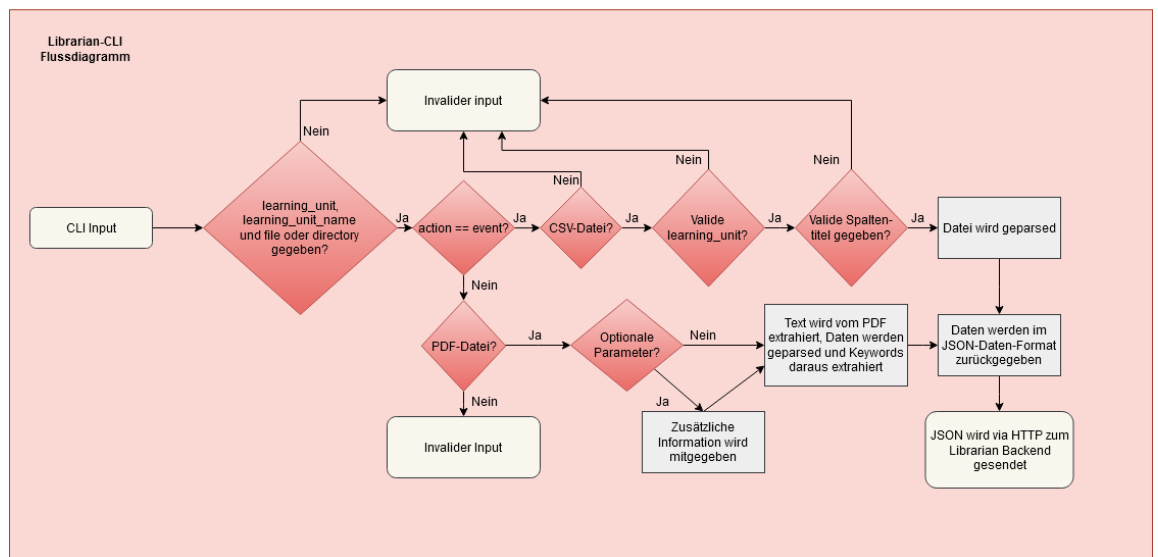 Librarian-CLI
Flussdiagramm
Invalider input
Nein
Nein
Nein
Nein
learning_unit,
learning_unit_name
und file oder directory
gegeben?
CLI Input
Ja
action == event?
Ja
CSV-Datei?
Ja
Valide
learning_unit?
Ja
Valide Spalten-
titel gegeben?
Ja
Datei wird geparsed
Nein
PDF-Datei?
Ja
Optionale
Parameter?
Nein
Text wird vom PDF
extrahiert, Daten werden
geparsed und Keywords
daraus extrahiert
Daten werden im
JSON-Daten-Format
zurückgegeben
Nein
Ja
Invalider Input
Zusätzliche
Information wird
mitgegeben
JSON wird via HTTP zum
Librarian Backend
gesendet